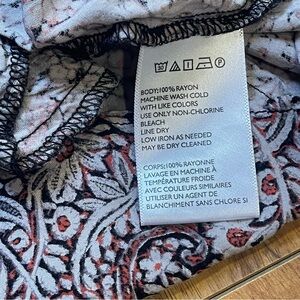 BODY:100% RAYON
MACHINE WASH COLD
WITH LIKE COLORS
USE ONLY NON-CHLORINE
BLEACH
LINE DRY
LOW IRON AS NEEDED
MAY BE DRY CLEANED
CORPS:100% RAYONNE
LAVAGE EN MACHINE À
TEMPÉRATURE FROIDE
AVEC COULEURS SIMILAIRES
UTILISER UN AGENT DE
BLANCHIMENT SANS CHLORE SI